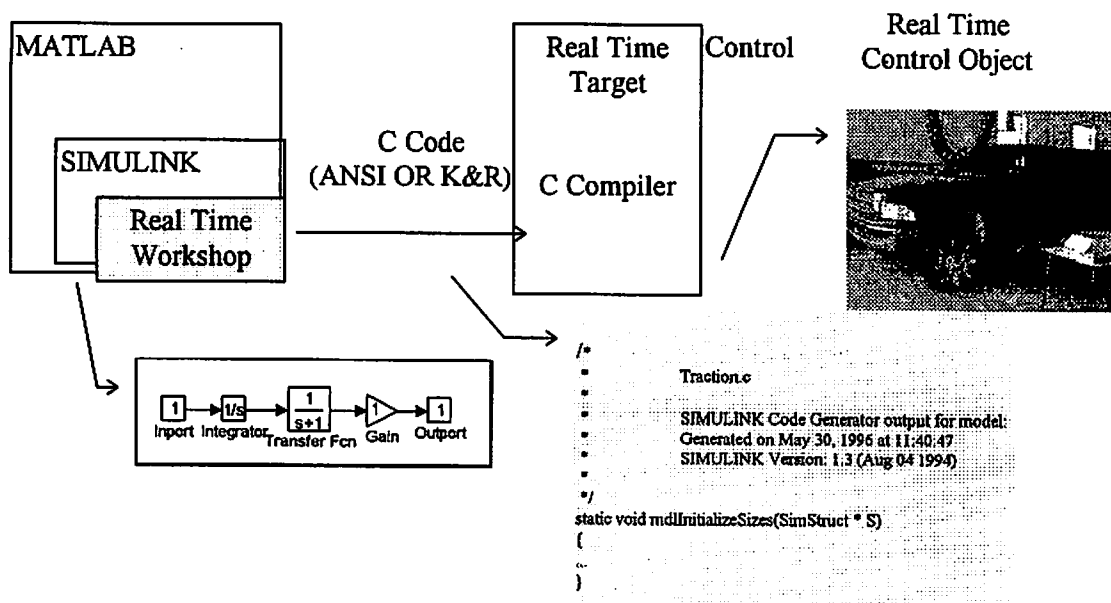 MATLAB
SIMULINK
Real Time
Workshop
C Code
(ANSI OR K&R)
Real Time
Target
C Compiler
Control
Real Time
Control Object
1
1/s
1
s+1
1
1
Inport Integrator Transfer Fcn Gain Outport
/*
* Traction.c
*
* SIMULINK Code Generator output for model:
* Generated on May 30, 1996 at 11:40:47
* SIMULINK Version: 1.3 (Aug 04 1994)
*
*/
static void mdlInitializeSizes(SimStruct * S)
{
...
}